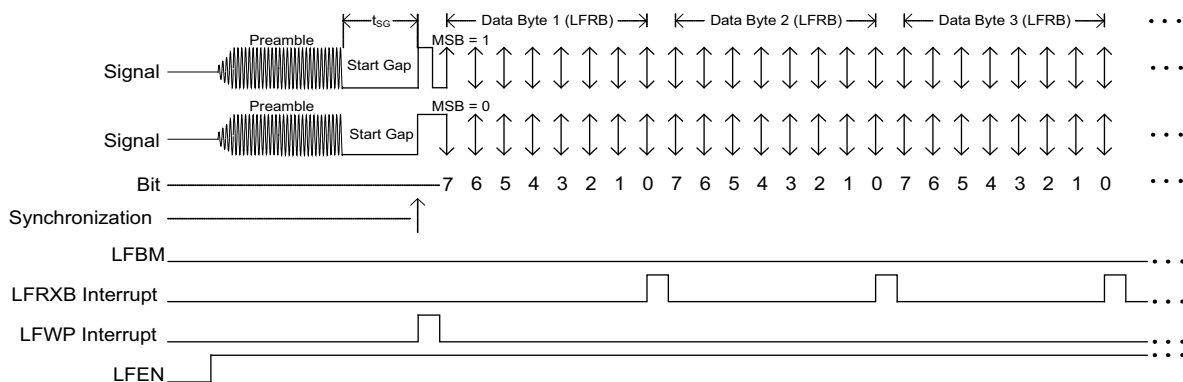 tSG Data Byte 1 (LFRB) Data Byte 2 (LFRB) Data Byte 3 (LFRB) • • •
Preamble MSB = 1
Signal Start Gap • • •
Preamble MSB = 0
Signal Start Gap • • •
Bit 7 6 5 4 3 2 1 0 7 6 5 4 3 2 1 0 7 6 5 4 3 2 1 0 • • •
Synchronization
LFBM • • •
LFRXB Interrupt • • •
LFWP Interrupt • • •
LFEN • • •